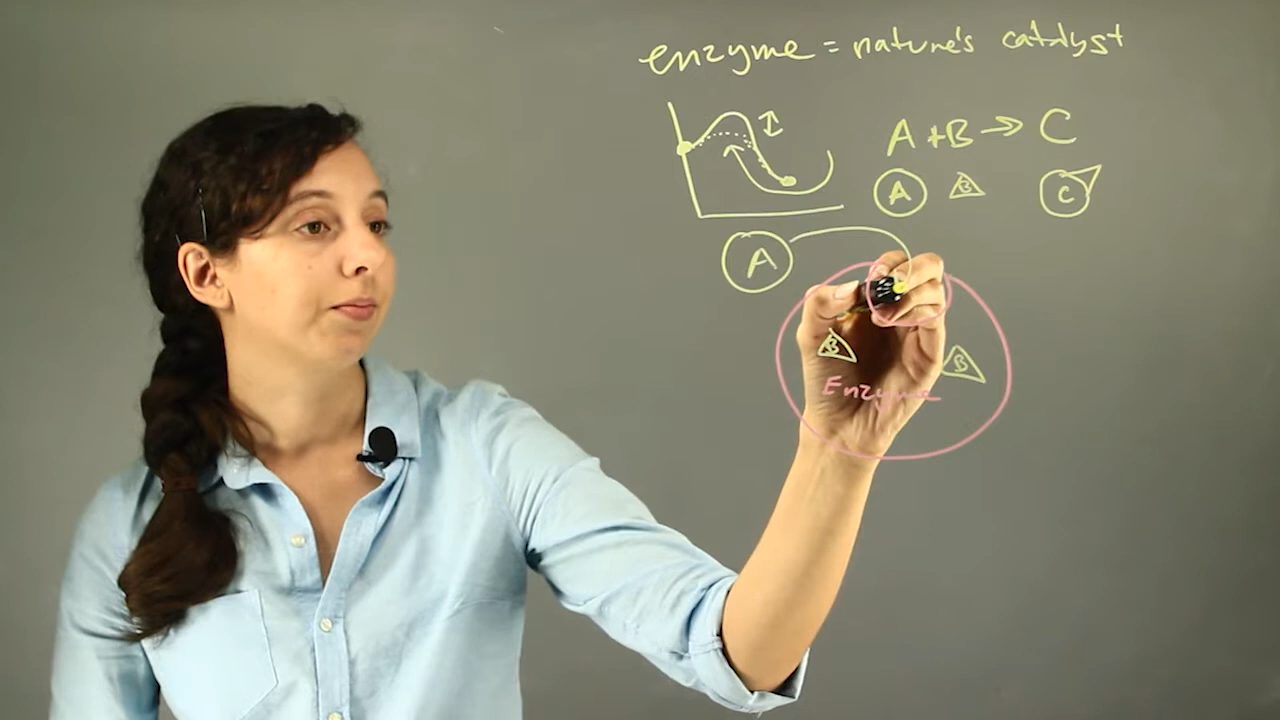 enzyme = nature's catalyst
A + B → C
A B C
A
B B
Enzyme